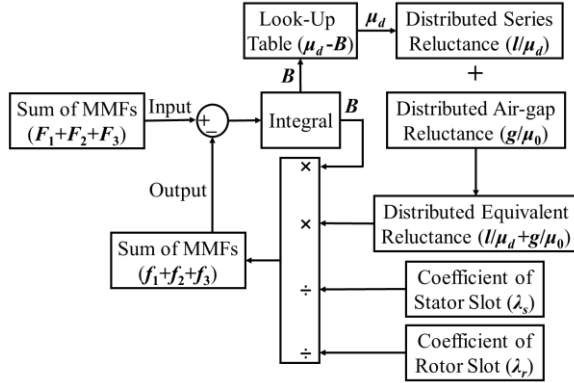 Look-Up
Table (μd-B)
μd
Distributed Series
Reluctance (l/μd)
B
+
Sum of MMFs
(F1+F2+F3)
Input
+
−
Integral
B
Distributed Air-gap
Reluctance (g/μ0)
×
Output
×
Distributed Equivalent
Reluctance (l/μd+g/μ0)
Sum of MMFs
(f1+f2+f3)
÷
Coefficient of
Stator Slot (λs)
÷
Coefficient of
Rotor Slot (λr)